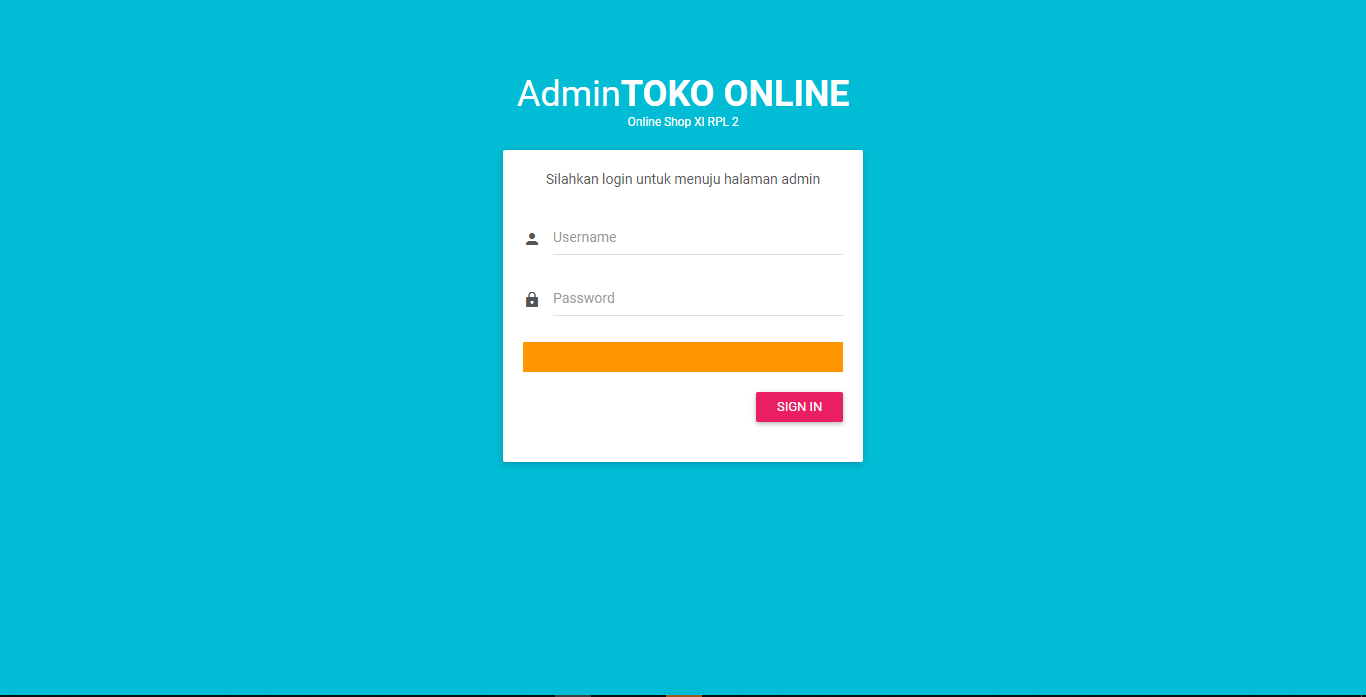 AdminTOKO ONLINE
Online Shop XI RPL 2
Silahkan login untuk menuju halaman admin
Username
Password
SIGN IN